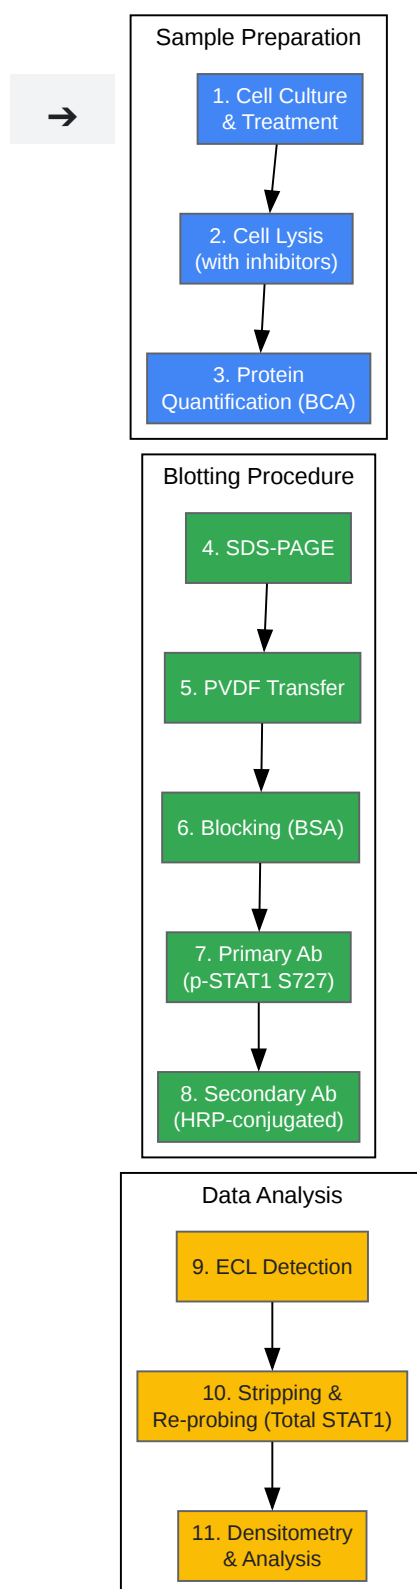 Sample Preparation
1. Cell Culture
& Treatment
2. Cell Lysis
(with inhibitors)
3. Protein
Quantification (BCA)
Blotting Procedure
4. SDS-PAGE
5. PVDF Transfer
6. Blocking (BSA)
7. Primary Ab
(p-STAT1 S727)
8. Secondary Ab
(HRP-conjugated)
Data Analysis
9. ECL Detection
10. Stripping &
Re-probing (Total STAT1)
11. Densitometry
& Analysis